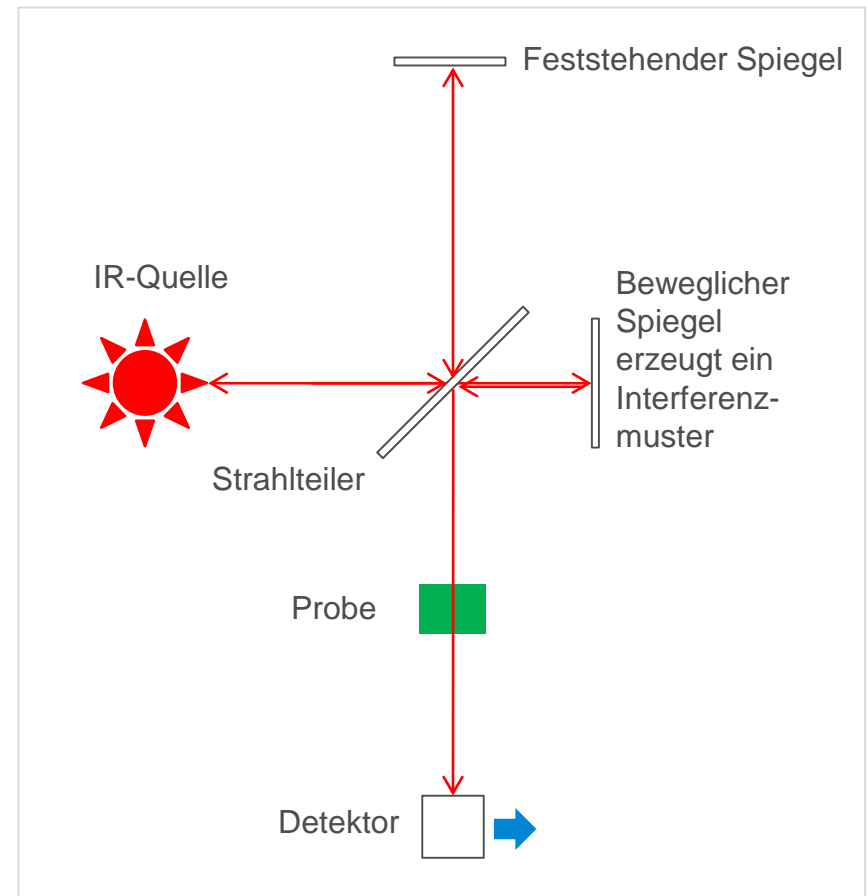 Feststehender Spiegel
IR-Quelle
Beweglicher
Spiegel
erzeugt ein
Interferenz-
muster
Strahlteiler
Probe
Detektor